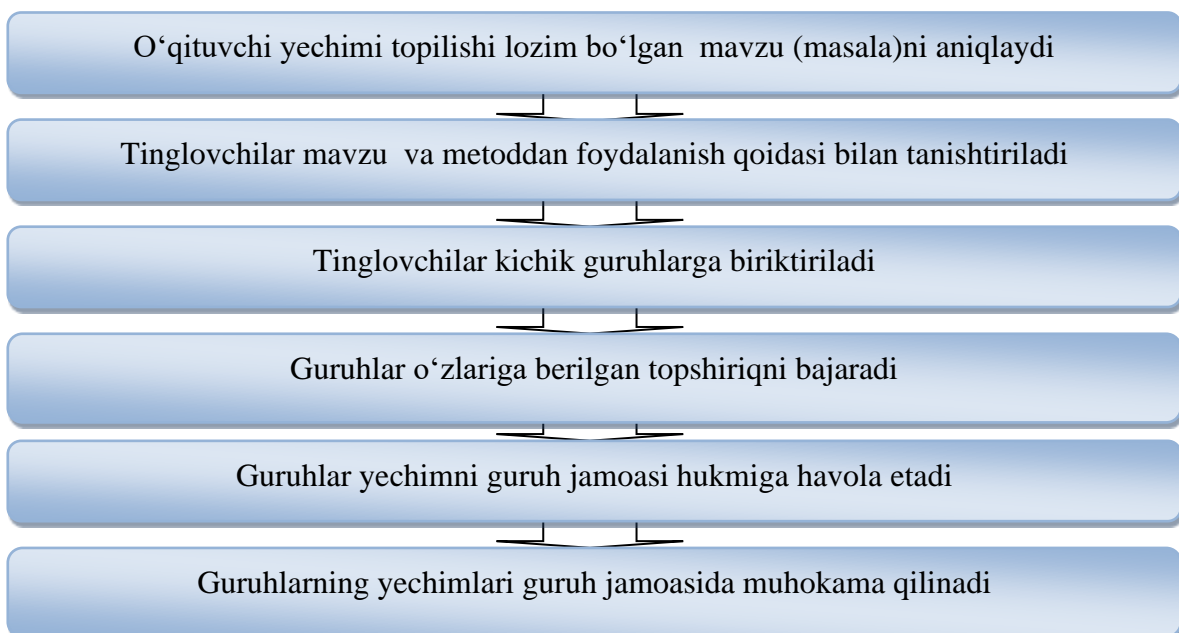 O‘qituvchi yechimi topilishi lozim bo‘lgan mavzu (masala)ni aniqlaydi
Tinglovchilar mavzu va metoddan foydalanish qoidasi bilan tanishtiriladi
Tinglovchilar kichik guruhlarga biriktiriladi
Guruhlar o‘zlariga berilgan topshiriqni bajaradi
Guruhlar yechimni guruh jamoasi hukmiga havola etadi
Guruhlarning yechimlari guruh jamoasida muhokama qilinadi